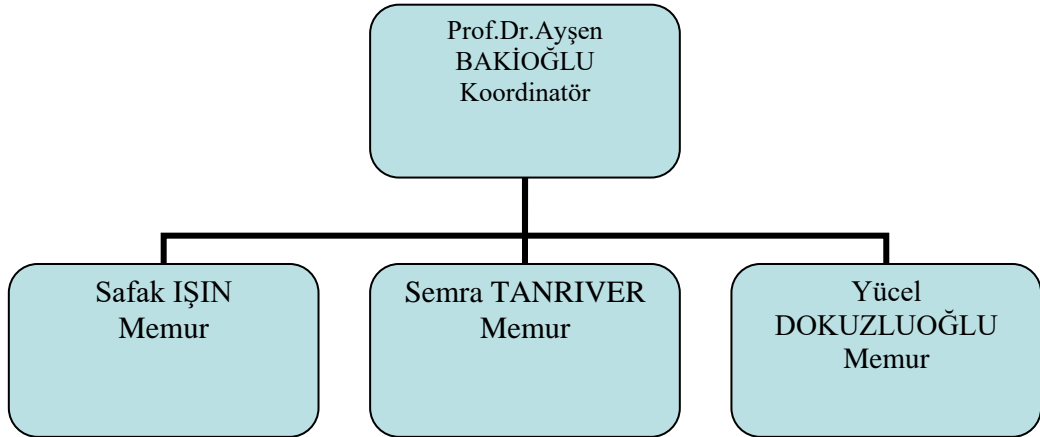 Prof.Dr.Ayşen
BAKİOĞLU
Koordinatör
Safak IŞIN
Memur
Semra TANRIVER
Memur
Yücel
DOKUZLUOĞLU
Memur